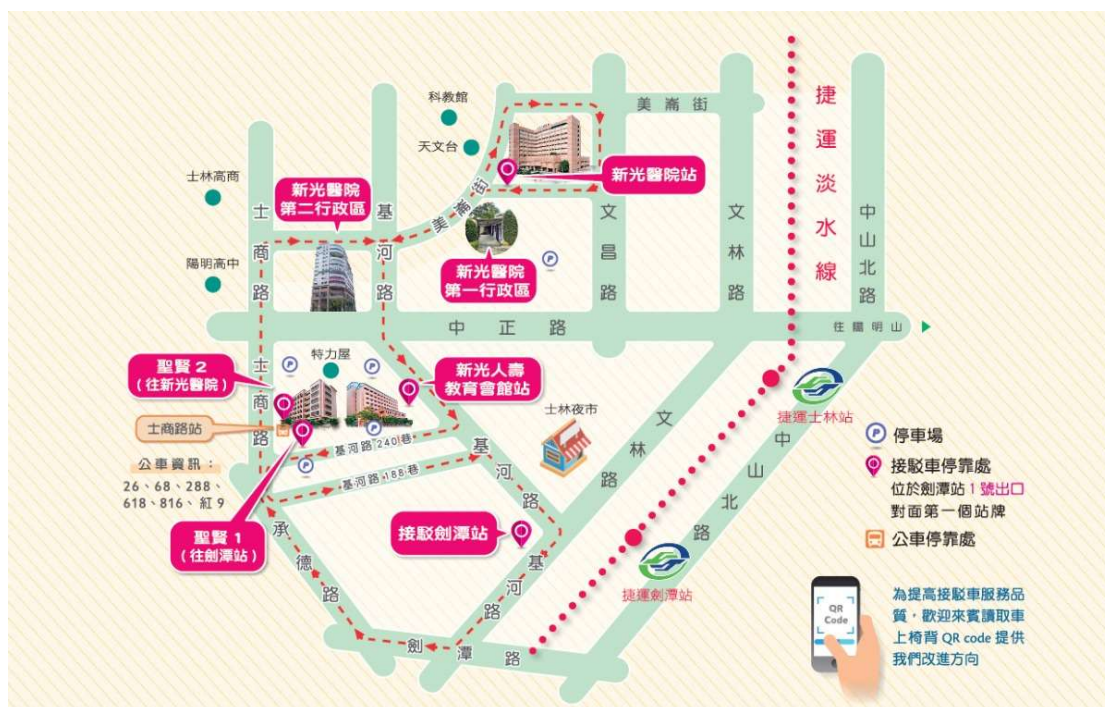 科教館
天文台
美崙街
士林高商
新光醫院
第二行政區
新光醫院站
美崙街
士商路
基河路
陽明高中
新光醫院
第一行政區
文昌路
文林路
捷運淡水線
中山北路
中正路
往陽明山
聖賢 2
(往新光醫院)
特力屋
新光人壽
教育會館站
士商路
士商路站
公車資訊：
26、68、288、
618、816、紅 9
基河路 240 巷
基河路 188 巷
士林夜市
基河路
文林路
捷運士林站
中山北路
聖賢 1
(往劍潭站)
接駁劍潭站
承德路
基河路
捷運劍潭站
劍潭路
P 停車場
接駁車停靠處
位於劍潭站 1 號出口
對面第一個站牌
公車停靠處
QR
Code
為提高接駁車服務品
質，歡迎來賓讀取車
上椅背 QR code 提供
我們改進方向
P
P
P
P
P